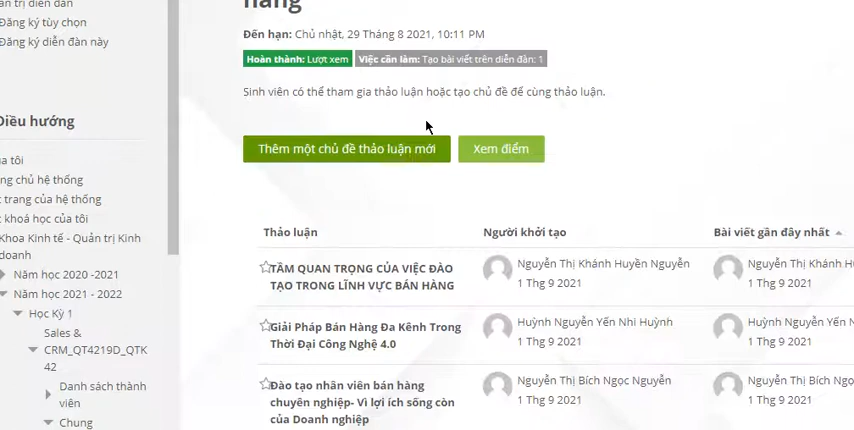 ản trị diễn đàn
Đăng ký tùy chọn
Đăng ký diễn đàn này
Điều hướng
ủa tôi
ng chủ hệ thống
t trang của hệ thống
t khoá học của tôi
Khoa Kinh tế - Quản trị Kinh
doanh
Năm học 2020 -2021
Năm học 2021 - 2022
Học Kỳ 1
Sales &
CRM_QT4219D_QTK
42
Danh sách thành
viên
Chung
hàng
Đến hạn: Chủ nhật, 29 Tháng 8 2021, 10:11 PM
Hoàn thành: Lượt xem Việc cần làm: Tạo bài viết trên diễn đàn: 1
Sinh viên có thể tham gia thảo luận hoặc tạo chủ đề để cùng thảo luận.
Thêm một chủ đề thảo luận mới Xem điểm
Thảo luận Người khởi tạo Bài viết gần đây nhất
TẦM QUAN TRỌNG CỦA VIỆC ĐÀO
TẠO TRONG LĨNH VỰC BÁN HÀNG
Nguyễn Thị Khánh Huyền Nguyễn
1 Thg 9 2021
Nguyễn Thị Khánh H
1 Thg 9 2021
Giải Pháp Bán Hàng Đa Kênh Trong
Thời Đại Công Nghệ 4.0
Huỳnh Nguyễn Yến Nhi Huỳnh
1 Thg 9 2021
Huỳnh Nguyễn Yến
1 Thg 9 2021
Đào tạo nhân viên bán hàng
chuyên nghiệp- Vì lợi ích sống còn
của Doanh nghiệp
Nguyễn Thị Bích Ngọc Nguyễn
1 Thg 9 2021
Nguyễn Thị Bích Ngọ
1 Thg 9 2021